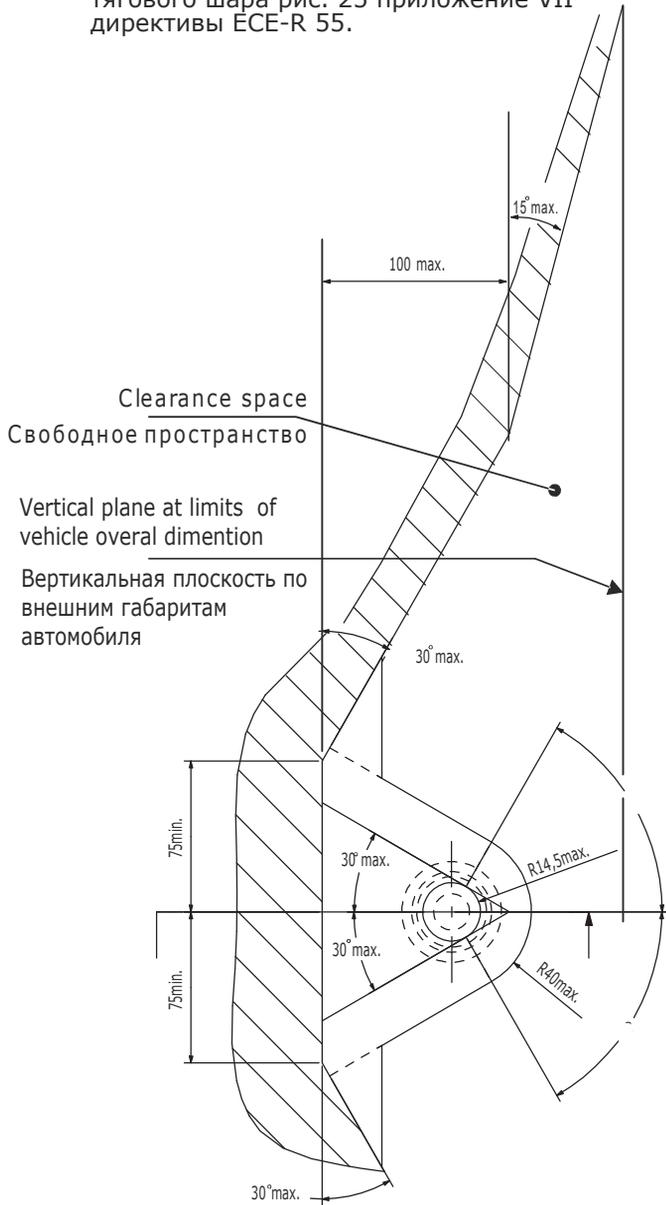 тягового шара рис. 25 приложение VII
директивы ECE-R 55.
15° max.
100 max.
Clearance space
Свободное пространство
Vertical plane at limits of
vehicle overal dimention
Вертикальная плоскость по
внешним габаритам
автомобиля
30° max.
75min.
30° max.
R14,5max.
30° max.
R40max.
75min.
30° max.